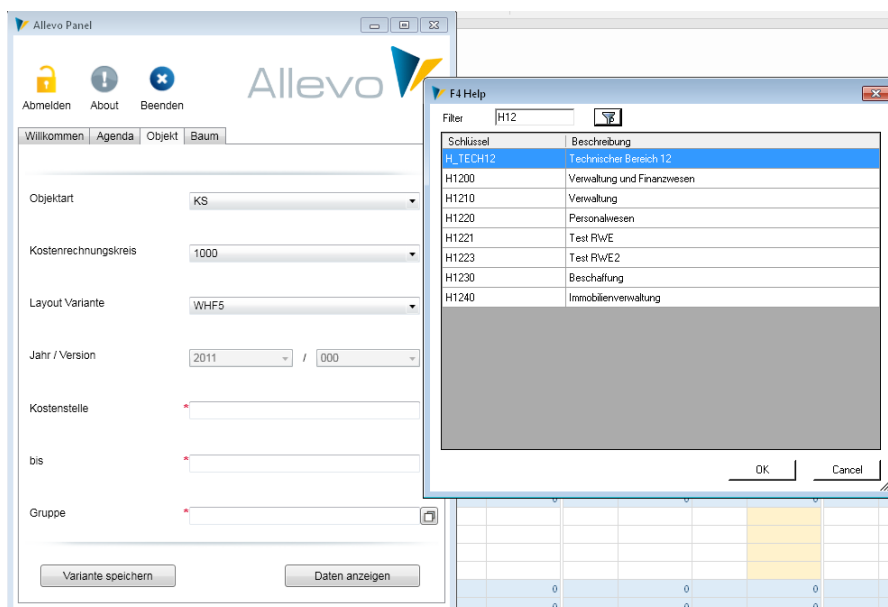 Allevo Panel
Abmelden About Beenden
Allevo
Willkommen Agenda Objekt Baum
Objektart KS
Kostenrechnungskreis 1000
Layout Variante WHF5
Jahr / Version 2011 / 000
Kostenstelle *
bis *
Gruppe *
Variante speichern Daten anzeigen
F4 Help
Filter H12
Schlüssel Beschreibung
H_TECH12 Technischer Bereich 12
H1200 Verwaltung und Finanzwesen
H1210 Verwaltung
H1220 Personalwesen
H1221 Test RWE
H1223 Test RWE2
H1230 Beschaffung
H1240 Immobilienverwaltung
OK Cancel
0 0 0 0
0 0 0
0 0 0